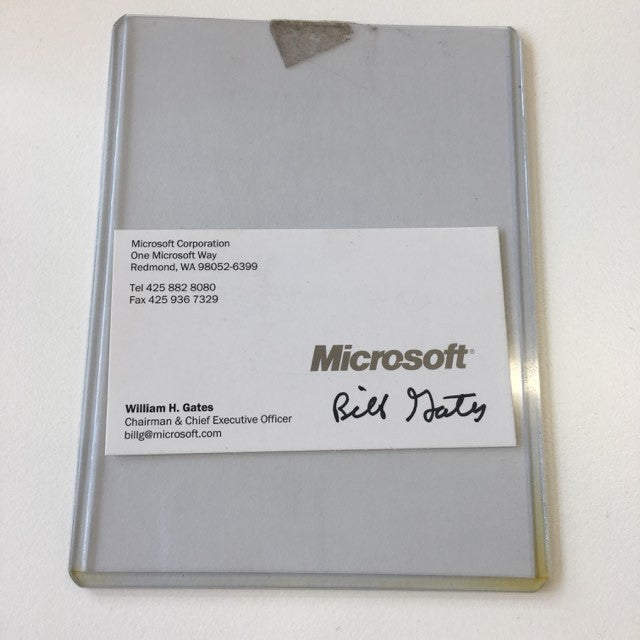 Microsoft Corporation
One Microsoft Way
Redmond, WA 98052-6399
Tel 425 882 8080
Fax 425 936 7329
Microsoft®
William H. Gates
Chairman & Chief Executive Officer
billg@microsoft.com
Bill Gates